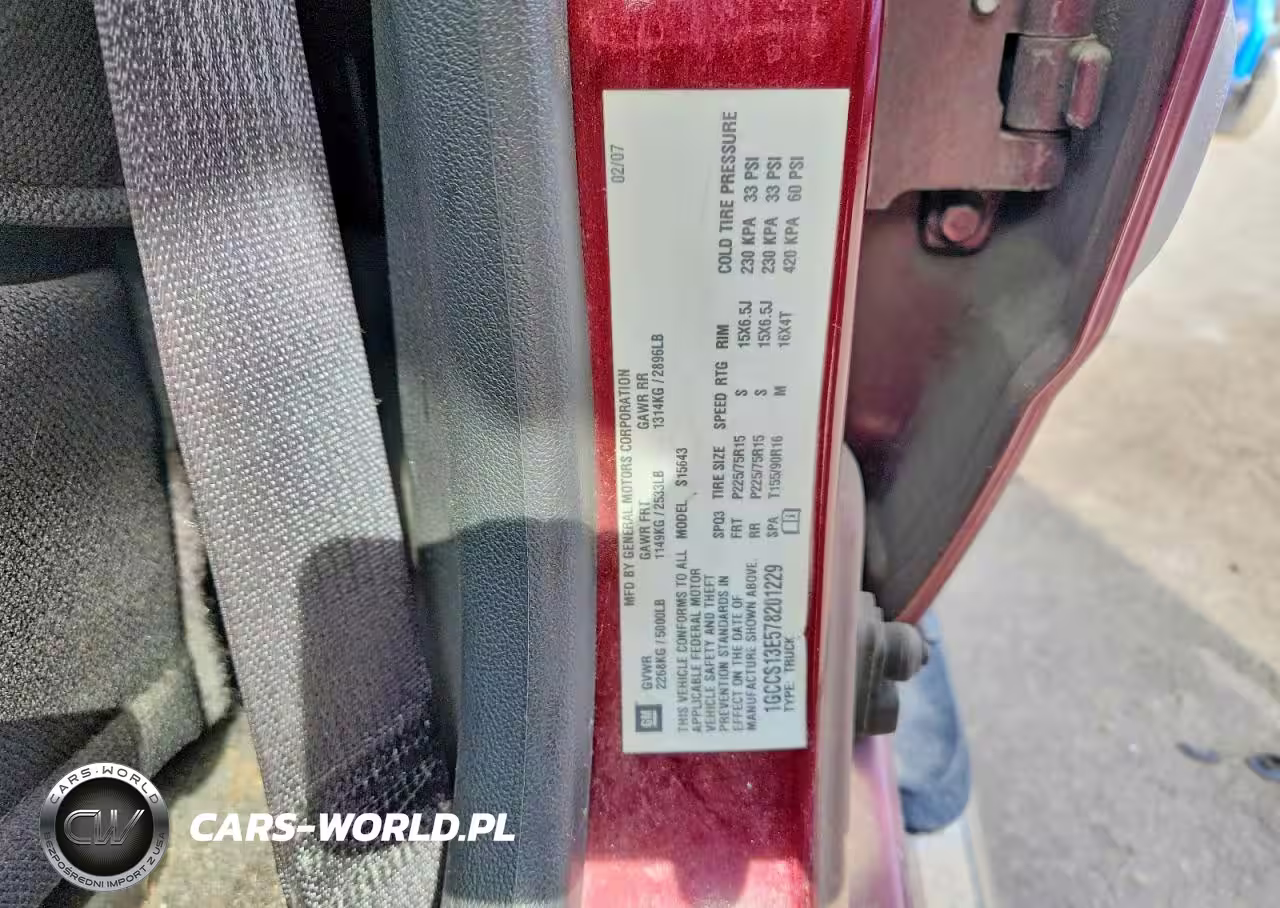 02/07
MFD BY GENERAL MOTORS CORPORATION
GVWR GAWR FRT GAWR RR
2268KG / 5000LB 1149KG / 2533LB 1314KG / 2896LB
GM
THIS VEHICLE CONFORMS TO ALL
APPLICABLE FEDERAL MOTOR
VEHICLE SAFETY AND THEFT
PREVENTION STANDARDS IN
EFFECT ON THE DATE OF
MANUFACTURE SHOWN ABOVE.
1GCCS13E578201229
TYPE: TRUCK
MODEL S15643
SPQ3 TIRE SIZE SPEED RTG RIM COLD TIRE PRESSURE
FRT P225/75R15 S 15X6.5J 230 KPA 33 PSI
RR P225/75R15 S 15X6.5J 230 KPA 33 PSI
SPA T155/90R16 M 16X4T 420 KPA 60 PSI
CARS-WORLD
CW
BEZPOŚREDNI IMPORT Z USA
CARS-WORLD.PL